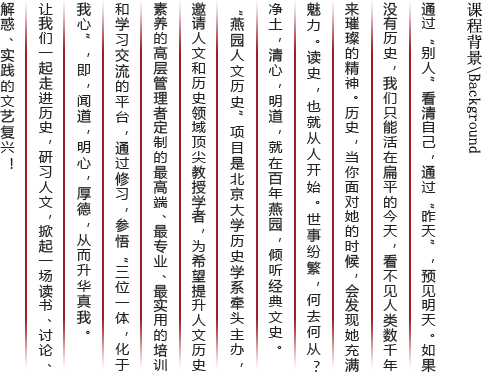 课程背景\Background
通过“别人”看清自己，通过“昨天”，预见明天。如果
没有历史，我们只能活在扁平的今天，看不见人类数千年
来璀璨的精神。历史，当你面对她的时候，会发现她充满
魅力。读史，也就从人开始。世事纷繁，何去何从？
净土，清心，明道，就在百年燕园，倾听经典文史。
“燕园人文历史”项目是北京大学历史学系牵头主办，
邀请人文和历史领域顶尖教授学者，为希望提升人文历史
素养的高层管理者定制的最高端、最专业、最实用的培训
和学习交流的平台，通过修习，参悟“三位一体，化于
我心”，即，闻道，明心，厚德，从而升华真我。
让我们一起走进历史，研习人文，掀起一场读书、讨论、
解惑、实践的文艺复兴！